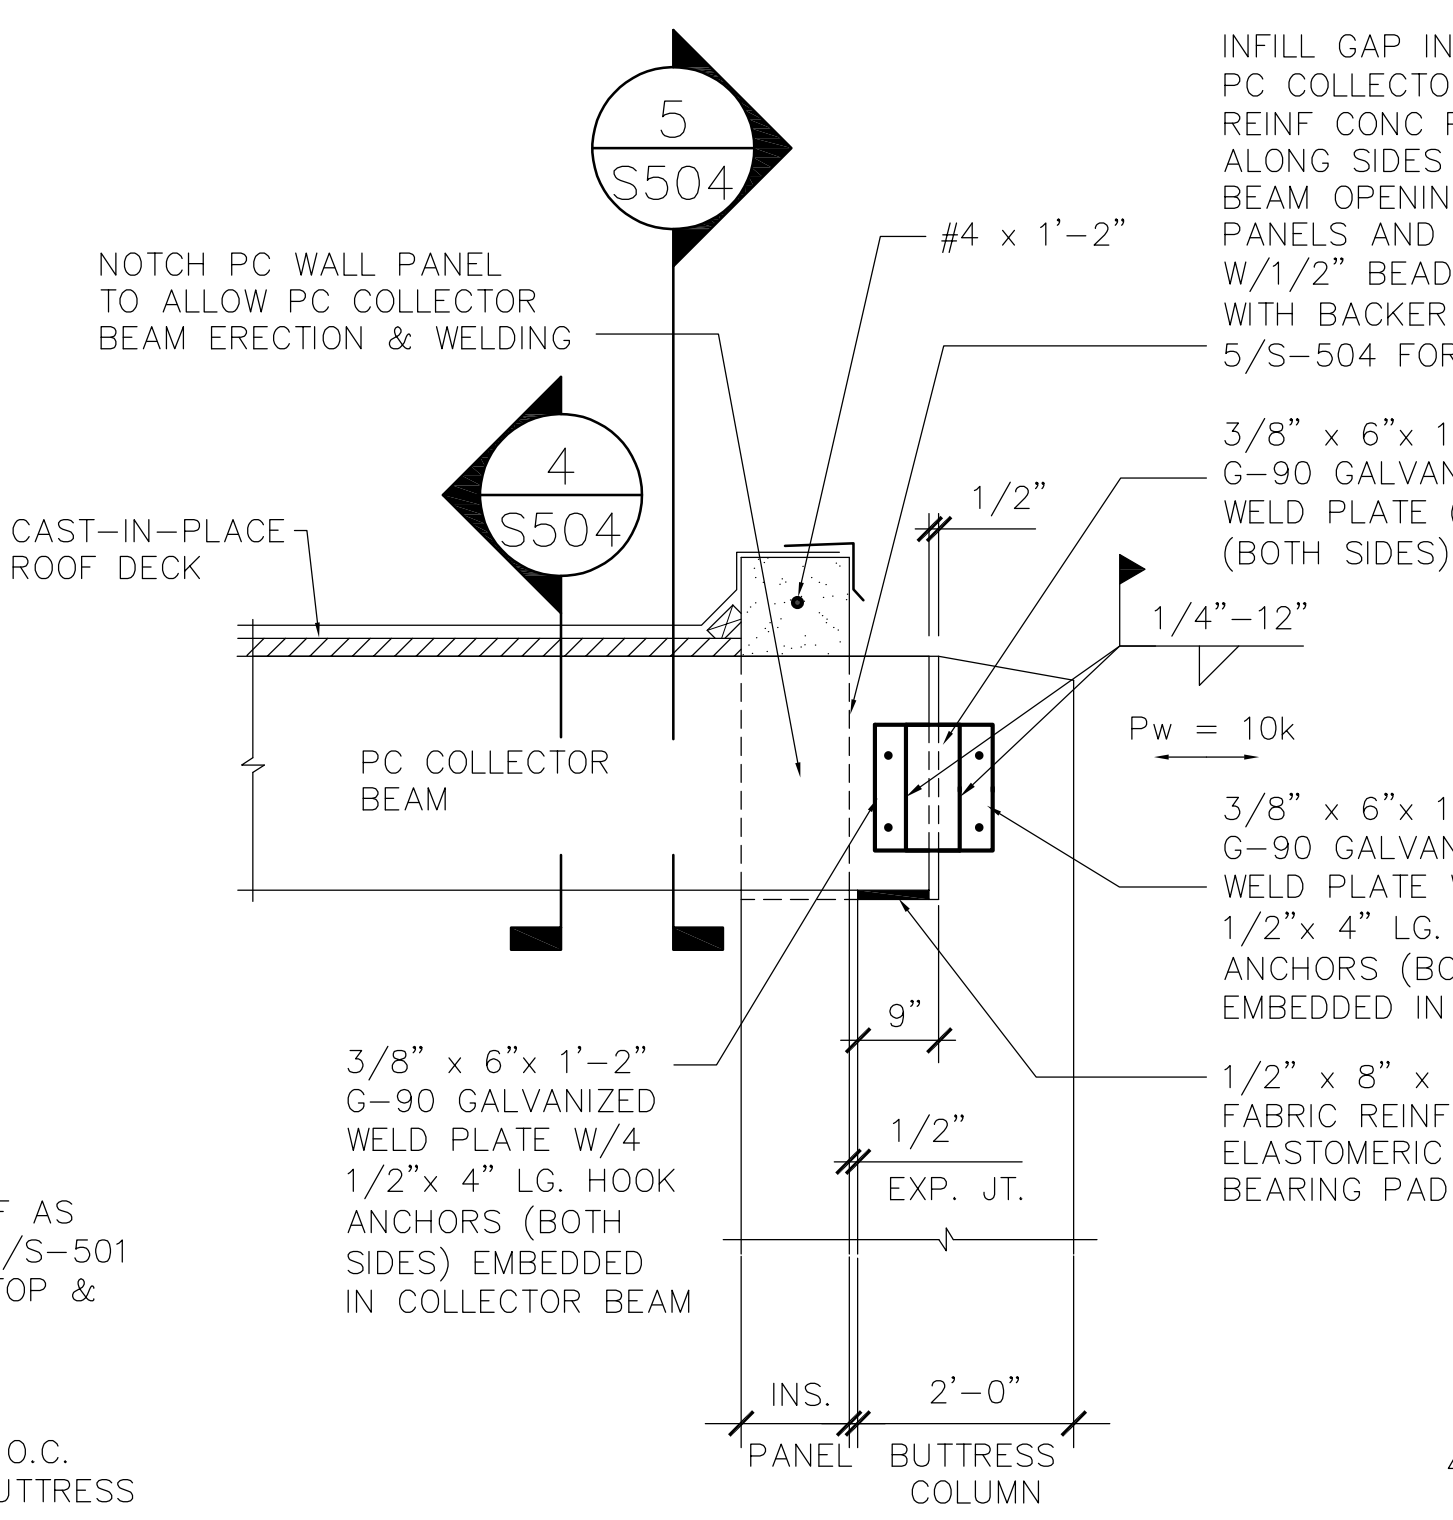 5
S504
NOTCH PC WALL PANEL
TO ALLOW PC COLLECTOR
BEAM ERECTION & WELDING
#4 x 1'-2"
INFILL GAP IN
PC COLLECTO
REINF CONC
ALONG SIDES
BEAM OPENIN
PANELS AND
W/1/2" BEAD
WITH BACKER
5/S-504 FOR
4
S504
CAST-IN-PLACE
ROOF DECK
1/2"
3/8" x 6"x 1
G-90 GALVAN
WELD PLATE (
(BOTH SIDES)
1/4"-12"
Pw = 10k
PC COLLECTOR
BEAM
3/8" x 6"x 1
G-90 GALVAN
WELD PLATE
1/2"x 4" LG.
ANCHORS (BO
EMBEDDED IN
9"
3/8" x 6"x 1'-2"
G-90 GALVANIZED
WELD PLATE W/4
1/2"x 4" LG. HOOK
ANCHORS (BOTH
SIDES) EMBEDDED
IN COLLECTOR BEAM
1/2" x 8" x
FABRIC REINF
ELASTOMERIC
BEARING PAD
1/2"
EXP. JT.
F AS
/S-501
TOP &
INS.
PANEL
2'-0"
BUTTRESS
COLUMN
O.C.
UTTRESS